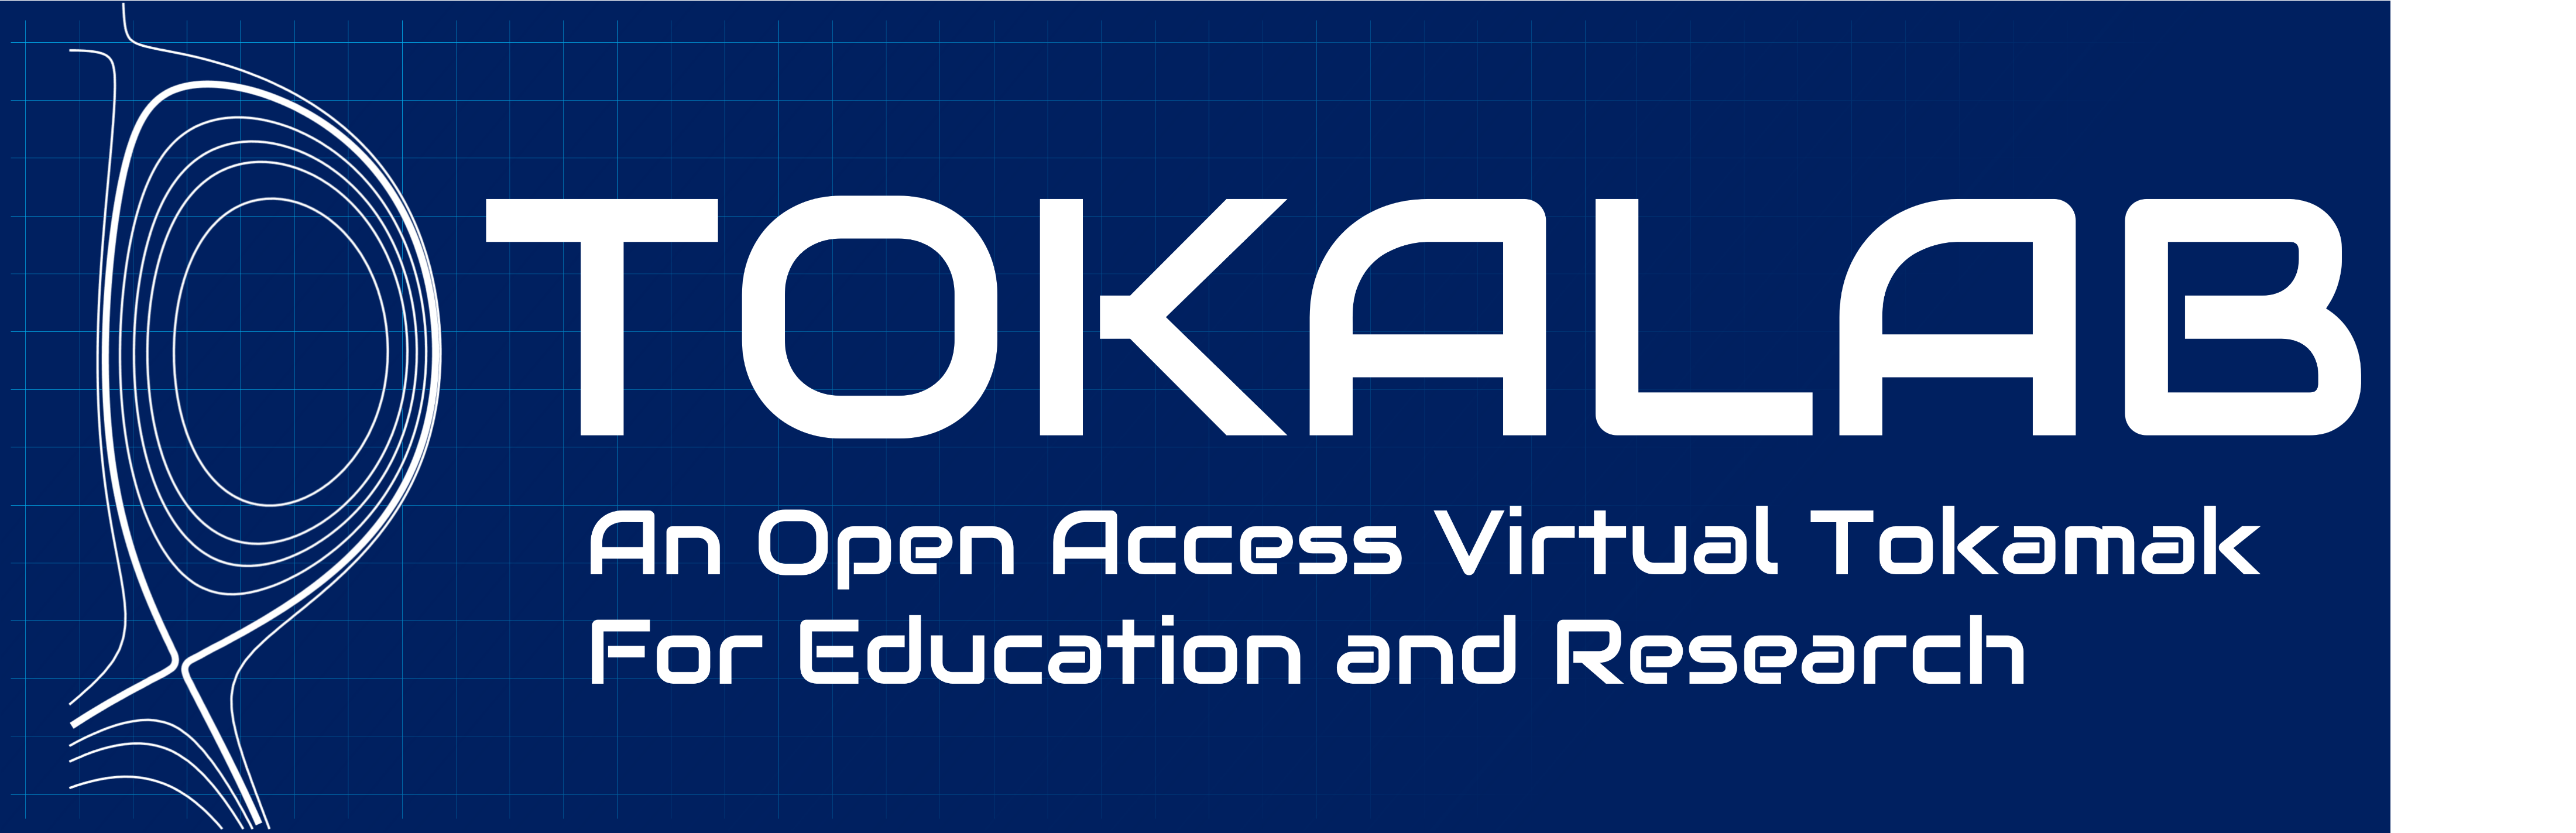 TOKALAB
An Open Access Virtual Tokamak
For Education and Research